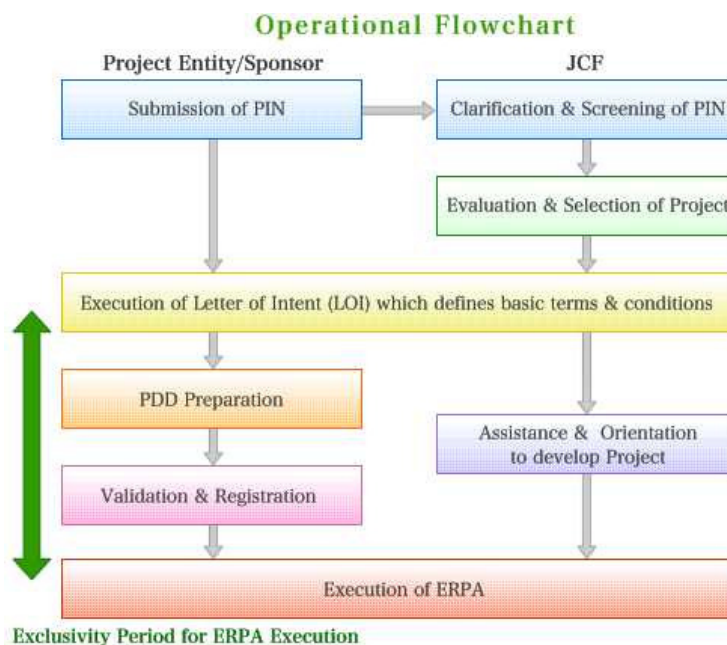 Operational Flowchart
Project Entity/Sponsor
JCF
Submission of PIN
Clarification & Screening of PIN
Evaluation & Selection of Project
Execution of Letter of Intent (LOI) which defines basic terms & conditions
PDD Preparation
Assistance & Orientation
to develop Project
Validation & Registration
Execution of ERPA
Exclusivity Period for ERPA Execution